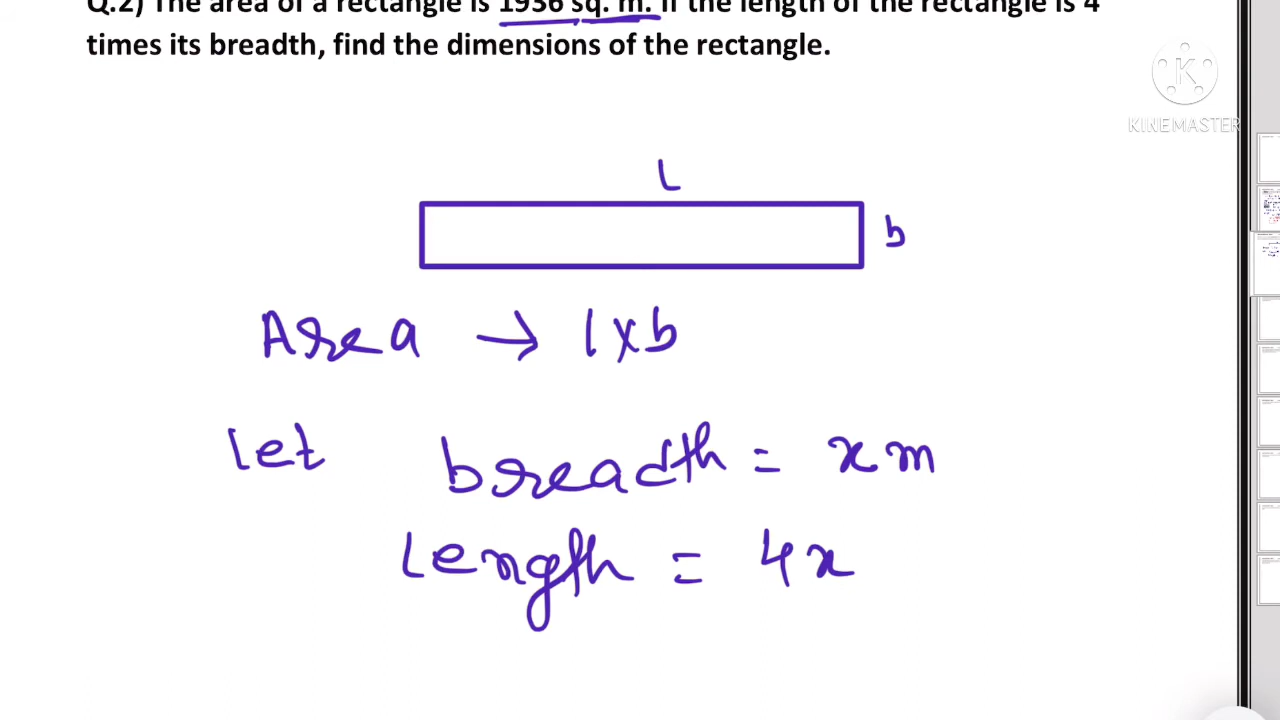 Q.2) The area of a rectangle is 1936 sq. m. If the length of the rectangle is 4
times its breadth, find the dimensions of the rectangle.
K
KINEMASTER
L
b
Area → l x b
let breadth = x m
Length = 4x